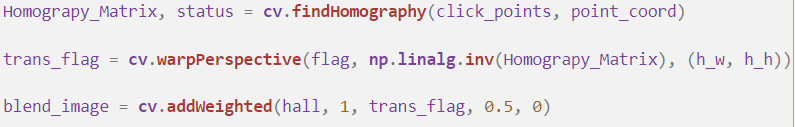 Homograpy_Matrix, status = cv.findHomography(click_points, point_coord)
trans_flag = cv.warpPerspective(flag, np.linalg.inv(Homograpy_Matrix), (h_w, h_h))
blend_image = cv.addWeighted(hall, 1, trans_flag, 0.5, 0)